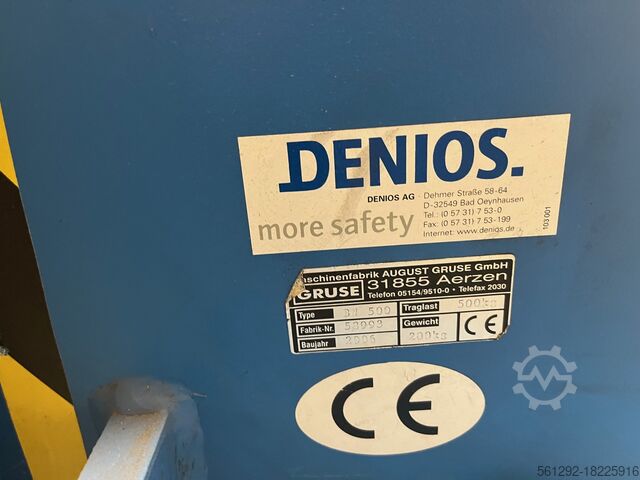 DENIOS.
more safety
DENIOS AG · Dehmer Straße 58-64
D-32549 Bad Oeynhausen
Tel.: (0 57 31) 7 53-0
Fax: (0 57 31) 7 53-199
Internet: www.denios.de
103 001
aschinenfabrik AUGUST GRUSE GmbH
GRUSE 31855 Aerzen
Telefon 05154/9510-0 · Telefax 2030
Type Traglast 500kg
Fabrik-Nr. Gewicht
Baujahr 200kg
CE
CE
561292-18225916